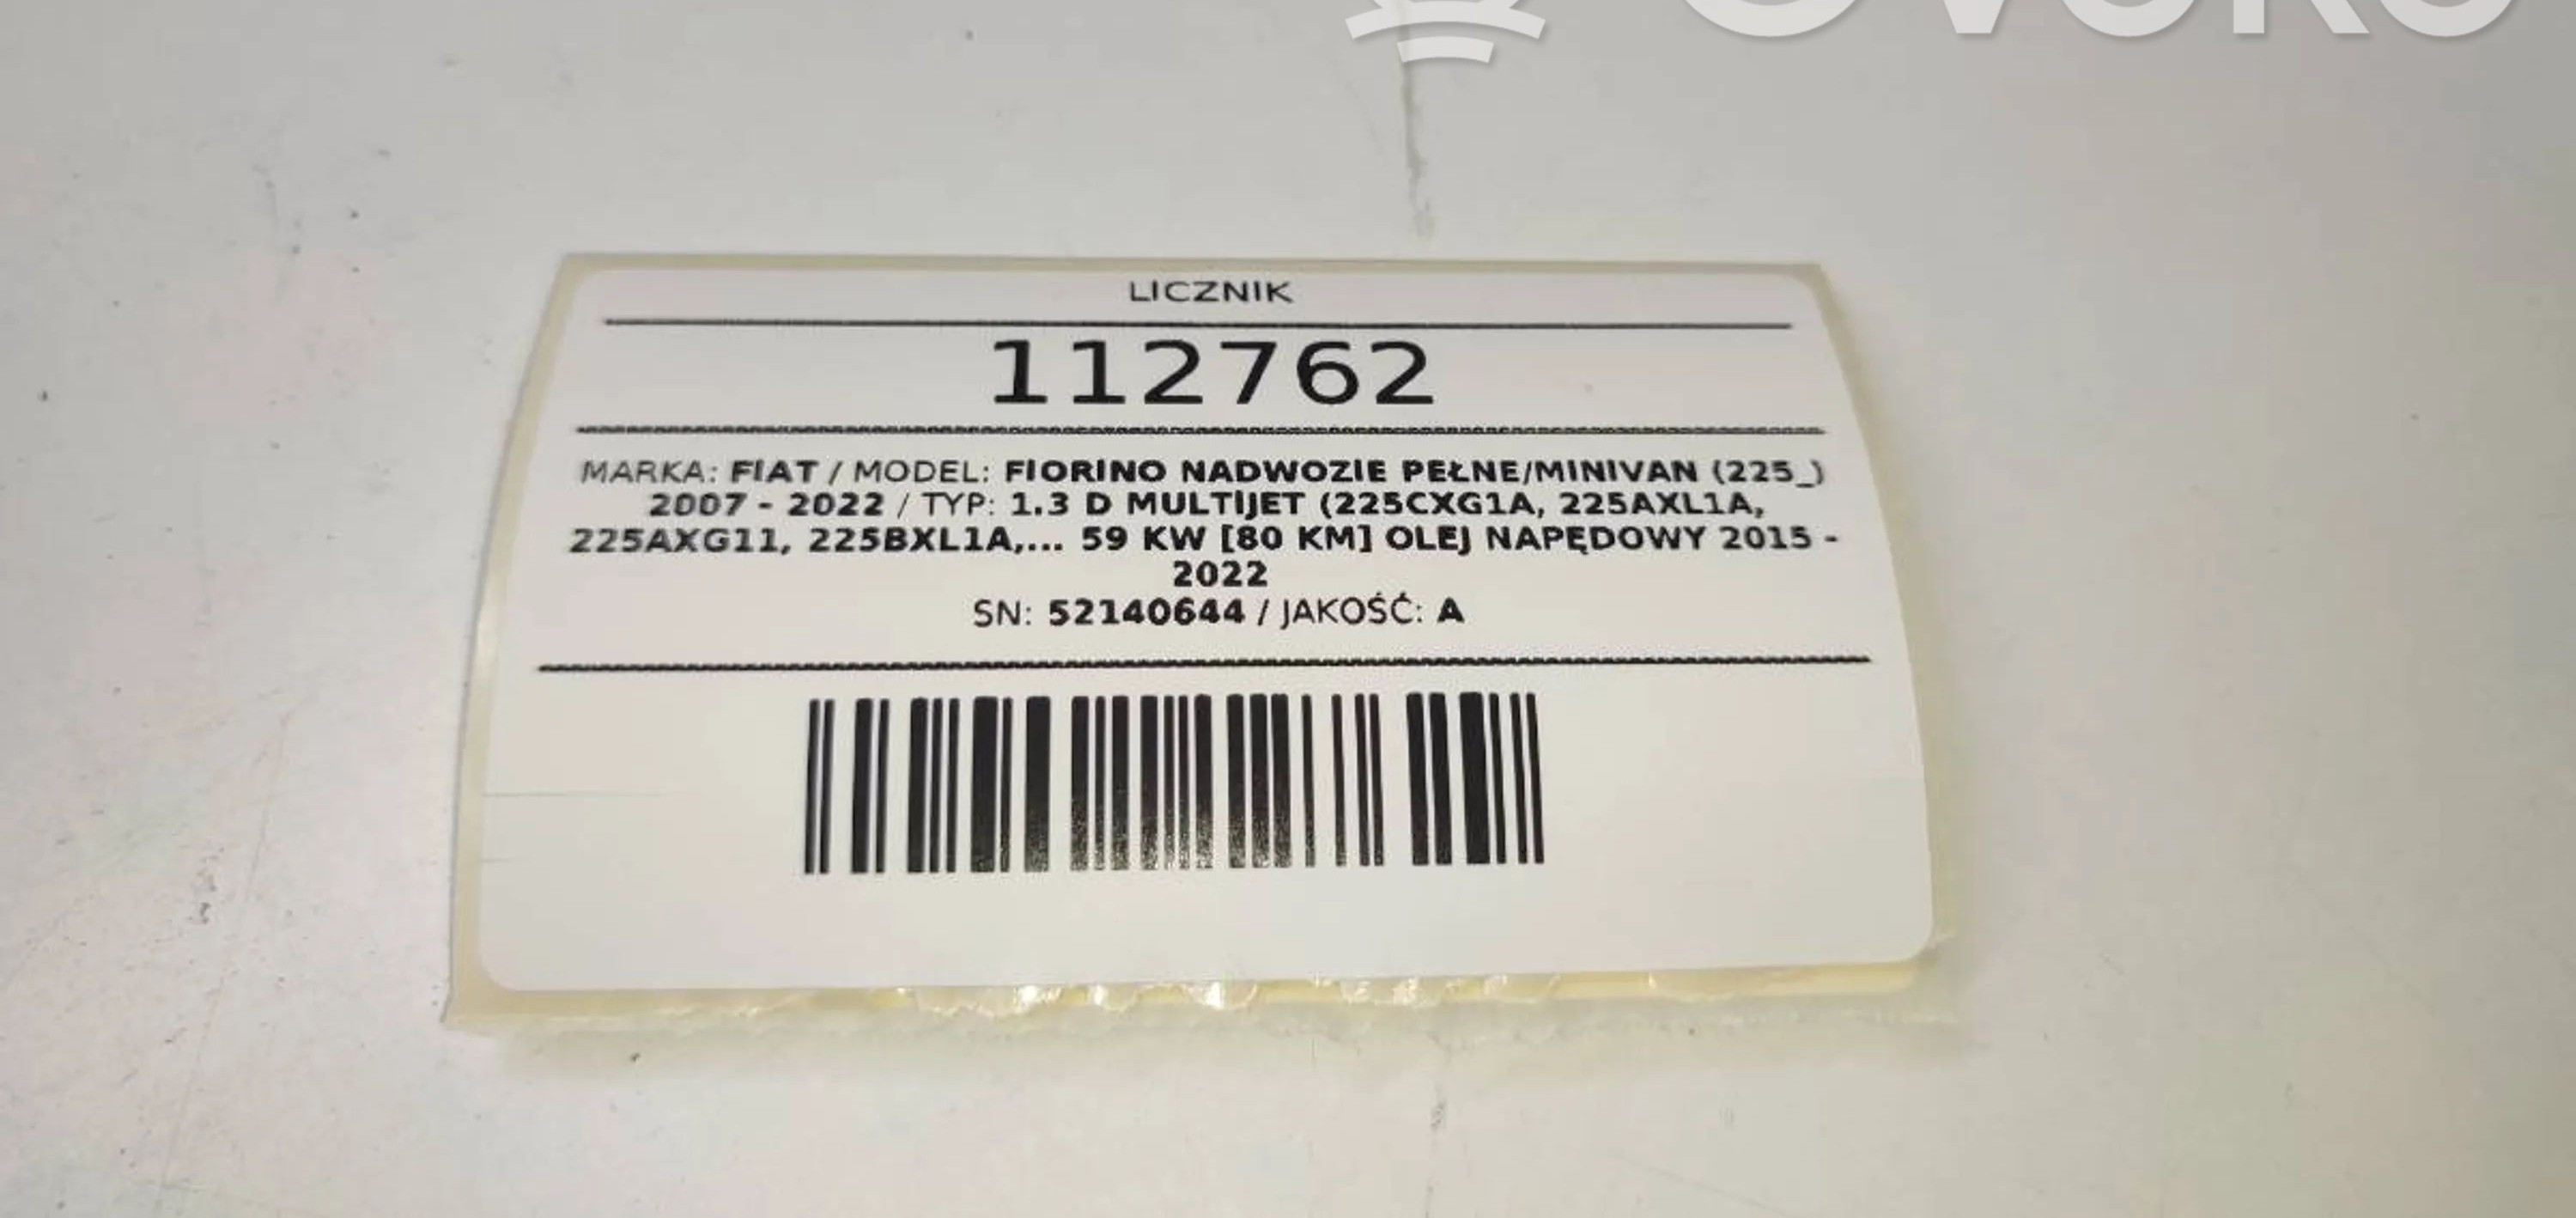 LICZNIK
112762
MARKA: FIAT / MODEL: FIORINO NADWOZIE PEŁNE/MINIVAN (225_)
2007 - 2022 / TYP: 1.3 D MULTIJET (225CXG1A, 225AXL1A,
225AXG11, 225BXL1A,... 59 KW [80 KM] OLEJ NAPĘDOWY 2015 -
2022
SN: 52140644 / JAKOŚĆ: A